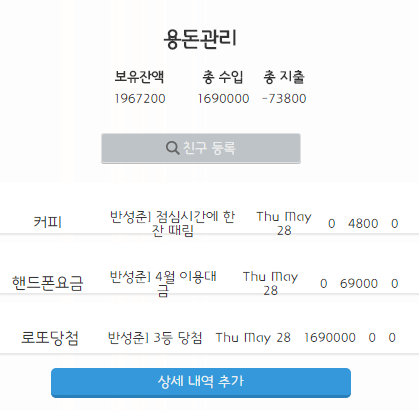 용돈관리
보유잔액 총 수입 총 지출
1967200 1690000 -73800
친구 등록
커피 반성준] 점심시간에 한 Thu May 0 4800 0
잔 때림 28
핸드폰요금 반성준] 4월 이용대 Thu May 0 69000 0
금 28
로또당첨 반성준] 3등 당첨 Thu May 28 1690000 0 0
상세 내역 추가